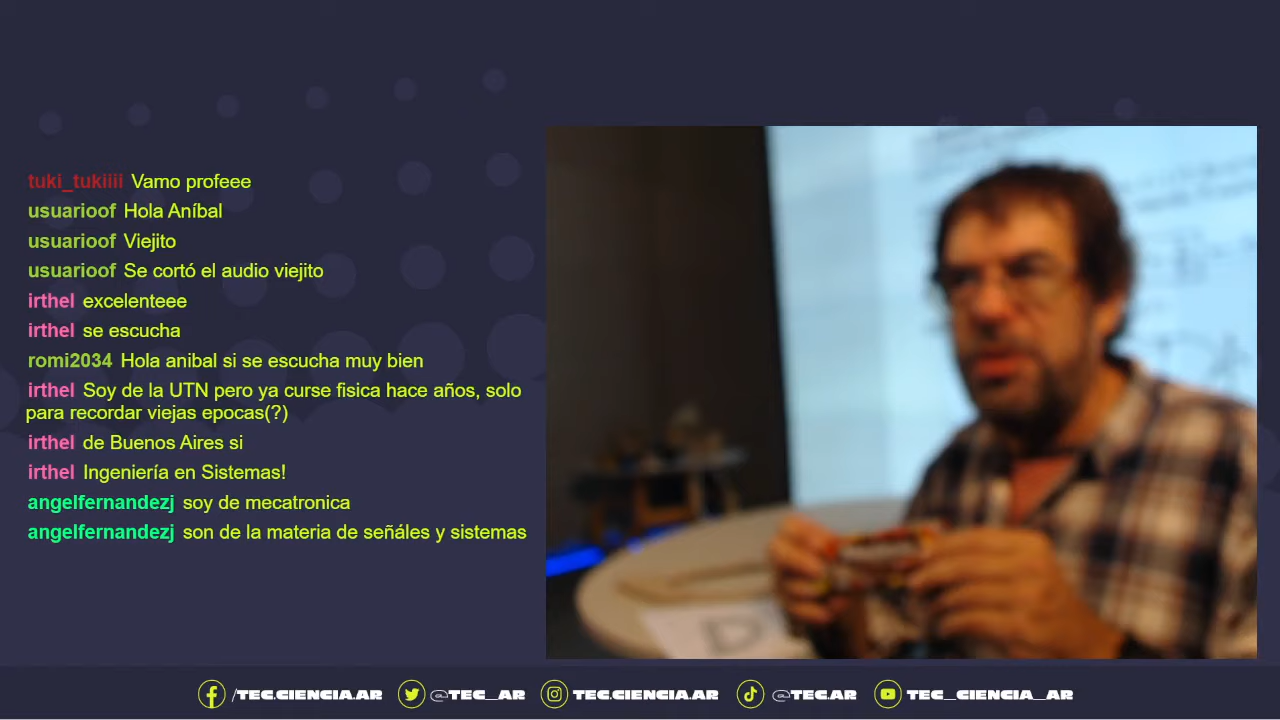 tuki_tukiiii Vamo profeee
usuarioof Hola Aníbal
usuarioof Viejito
usuarioof Se cortó el audio viejito
irthel excelenteee
irthel se escucha
romi2034 Hola anibal si se escucha muy bien
irthel Soy de la UTN pero ya curse fisica hace años, solo
para recordar viejas epocas(?)
irthel de Buenos Aires si
irthel Ingeniería en Sistemas!
angelfernandezj soy de mecatronica
angelfernandezj son de la materia de señáles y sistemas
D
/TEC.CIENCIA.AR @TEC_AR TEC.CIENCIA.AR @TEC.AR TEC_CIENCIA_AR